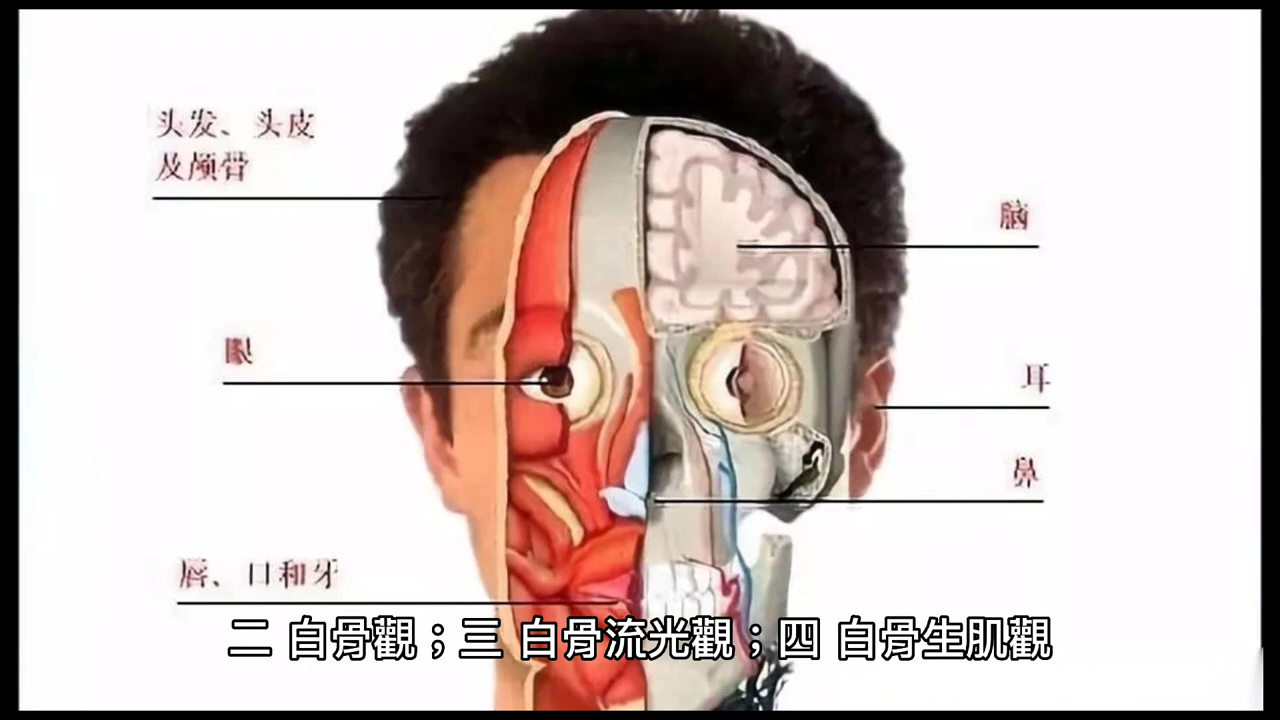 头发、头皮
及颅骨
脑
眼
耳
鼻
唇、口和牙
二 白骨觀；三 白骨流光觀；四 白骨生肌觀